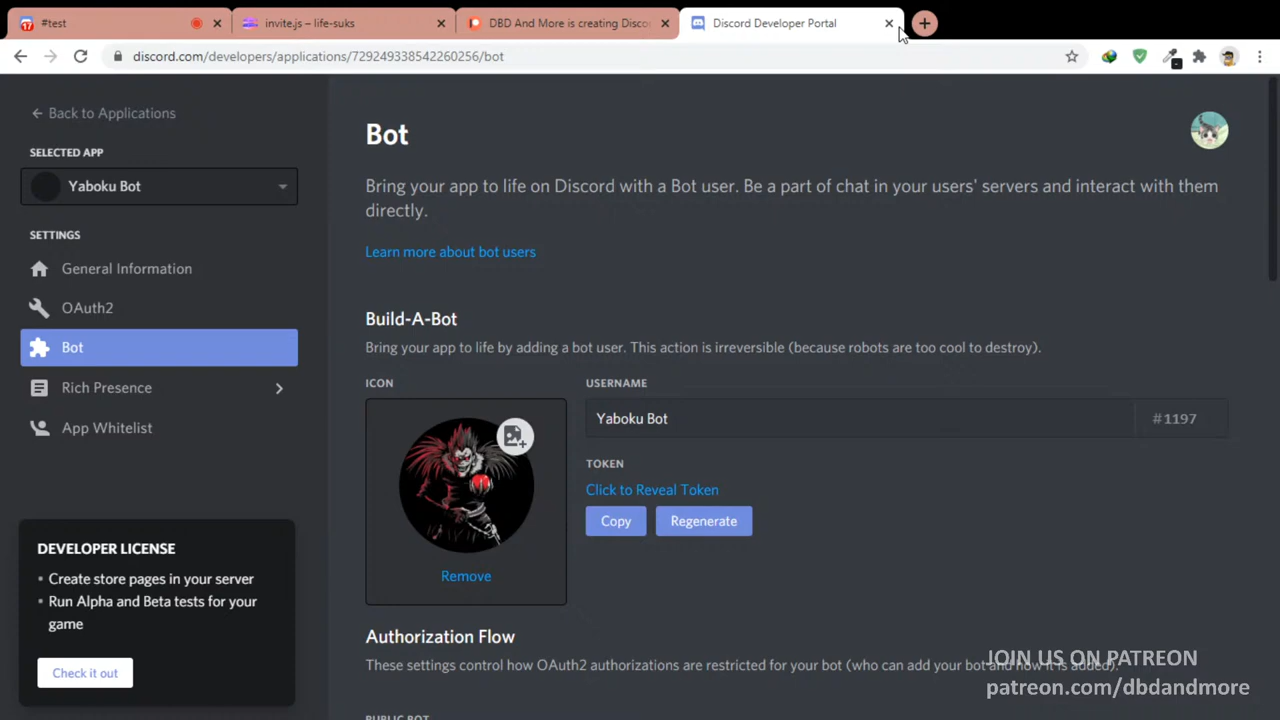 #test
invite.js – life-suks
DBD And More is creating Disco
Discord Developer Portal
discord.com/developers/applications/729249338542260256/bot
Back to Applications
SELECTED APP
Yaboku Bot
SETTINGS
General Information
OAuth2
Bot
Rich Presence
App Whitelist
DEVELOPER LICENSE
• Create store pages in your server
• Run Alpha and Beta tests for your
game
Check it out
Bot
Bring your app to life on Discord with a Bot user. Be a part of chat in your users' servers and interact with them
directly.
Learn more about bot users
Build-A-Bot
Bring your app to life by adding a bot user. This action is irreversible (because robots are too cool to destroy).
ICON
Remove
USERNAME
Yaboku Bot
#1197
TOKEN
Click to Reveal Token
Copy
Regenerate
Authorization Flow
These settings control how OAuth2 authorizations are restricted for your bot (who can add your bot and how it is added).
PUBLIC BOT
JOIN US ON PATREON
patreon.com/dbdandmore